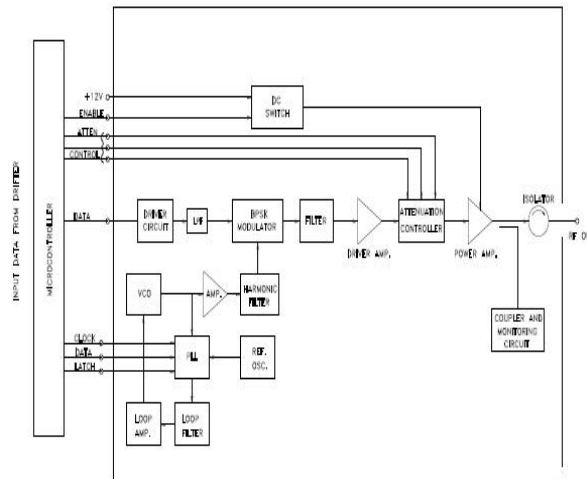 INPUT DATA FROM DRIFTER
MICROCONTROLLER
+12V
ENABLE
ATTEN
CONTROL
DATA
CLOCK
DATA
LATCH
DC
SWITCH
DRIVER
CIRCUIT
LPF
BPSK
MODULATOR
FILTER
DRIVER AMP.
ATTENUATION
CONTROLLER
POWER AMP.
ISOLATOR
RF
VCO
AMP.
HARMONIC
FILTER
COUPLER AND
MONITORING
CIRCUIT
PLL
REF.
OSC.
LOOP
AMP.
LOOP
FILTER